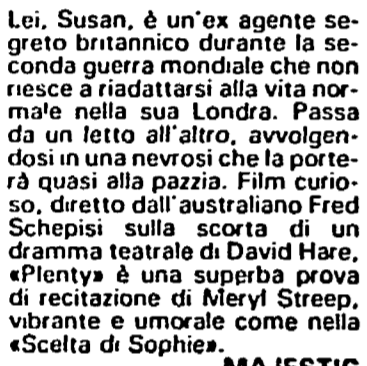 Lei, Susan, è un'ex agente se-
greto britannico durante la se-
conda guerra mondiale che non
riesce a riadattarsi alla vita nor-
male nella sua Londra. Passa
da un letto all'altro, avvolgen-
dosi in una nevrosi che la porte-
rà quasi alla pazzia. Film curio-
so, diretto dall'australiano Fred
Schepisi sulla scorta di un
dramma teatrale di David Hare,
«Plenty» è una superba prova
di recitazione di Meryl Streep,
vibrante e umorale come nella
«Scelta di Sophie».
MAJESTIC